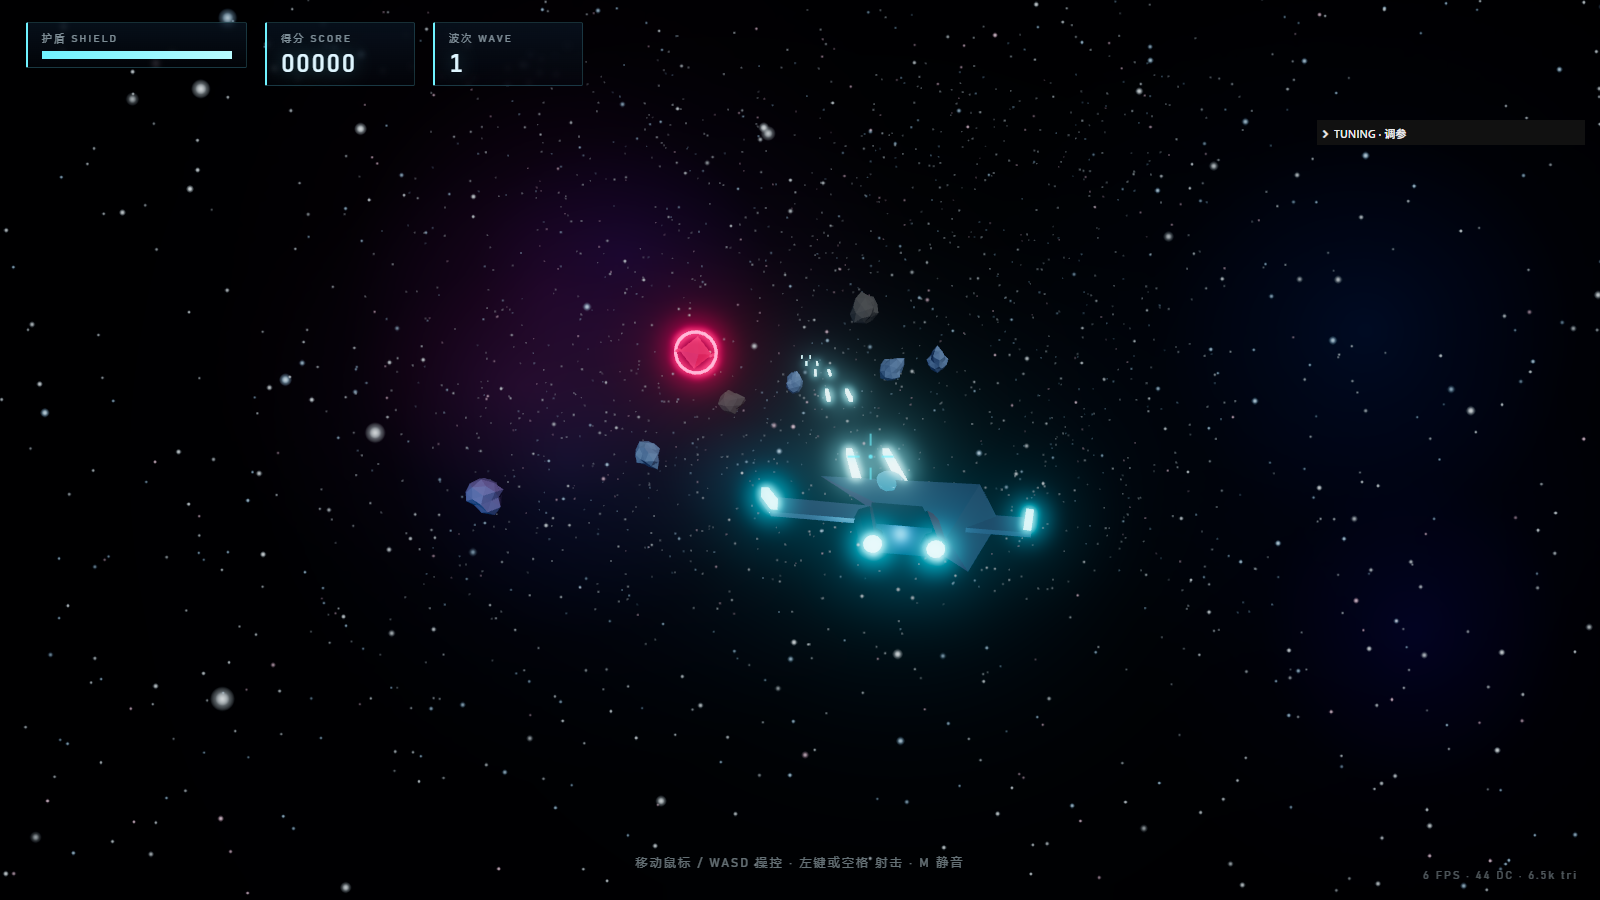 护盾 SHIELD
得分 SCORE
00000
波次 WAVE
1
TUNING · 调参
移动鼠标 / WASD 操控 · 左键或空格 射击 · M 静音
6 FPS · 44 DC · 6.5k tri